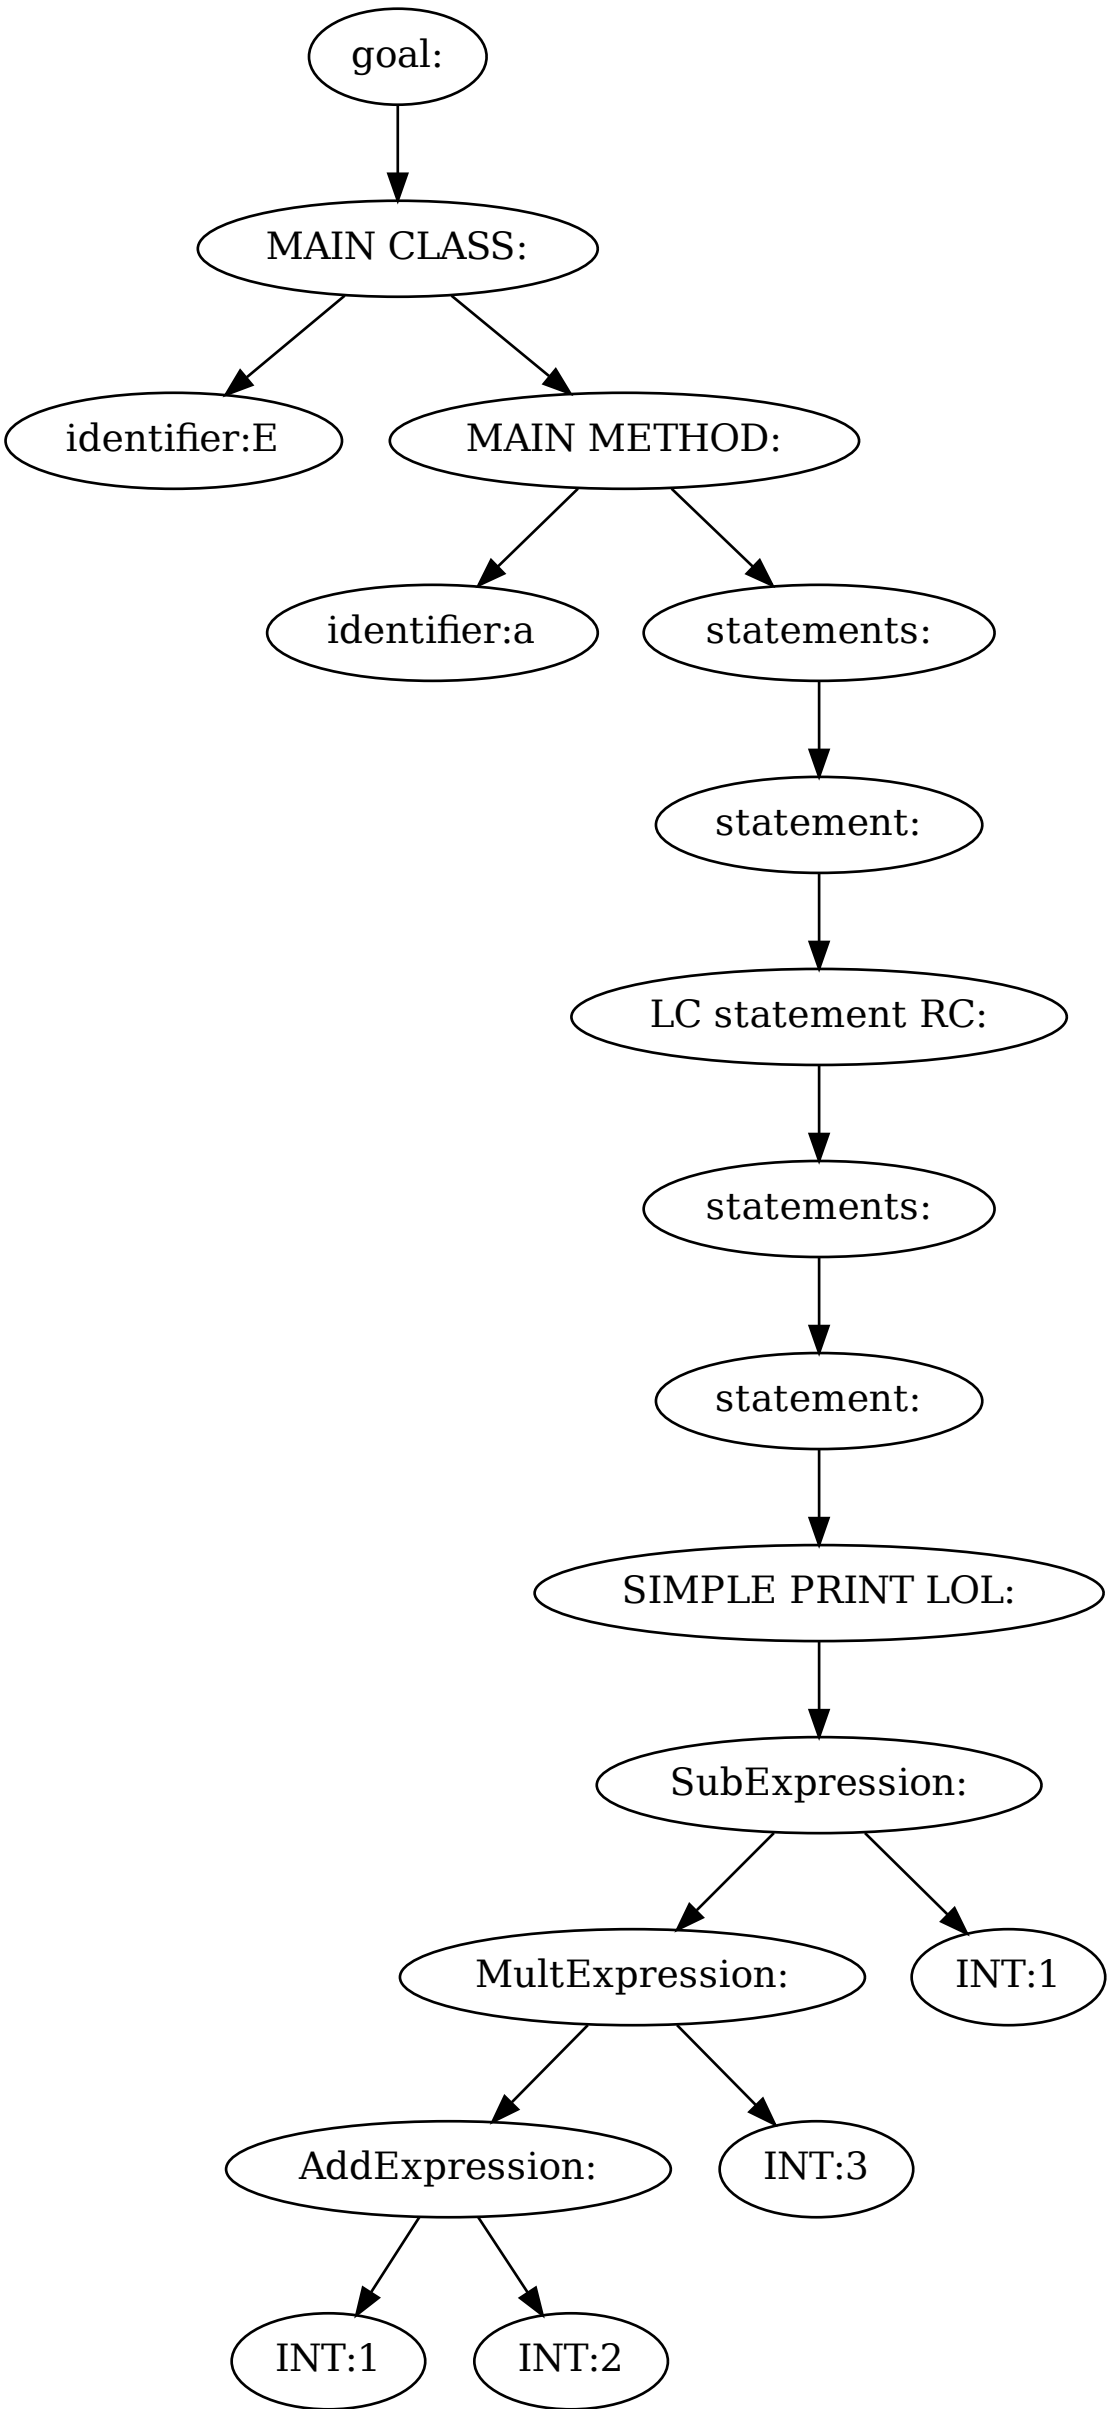 goal:
MAIN CLASS:
identifier:E
MAIN METHOD:
identifier:a
statements:
statement:
LC statement RC:
statements:
statement:
SIMPLE PRINT LOL:
SubExpression:
MultExpression:
INT:1
AddExpression:
INT:3
INT:1
INT:2